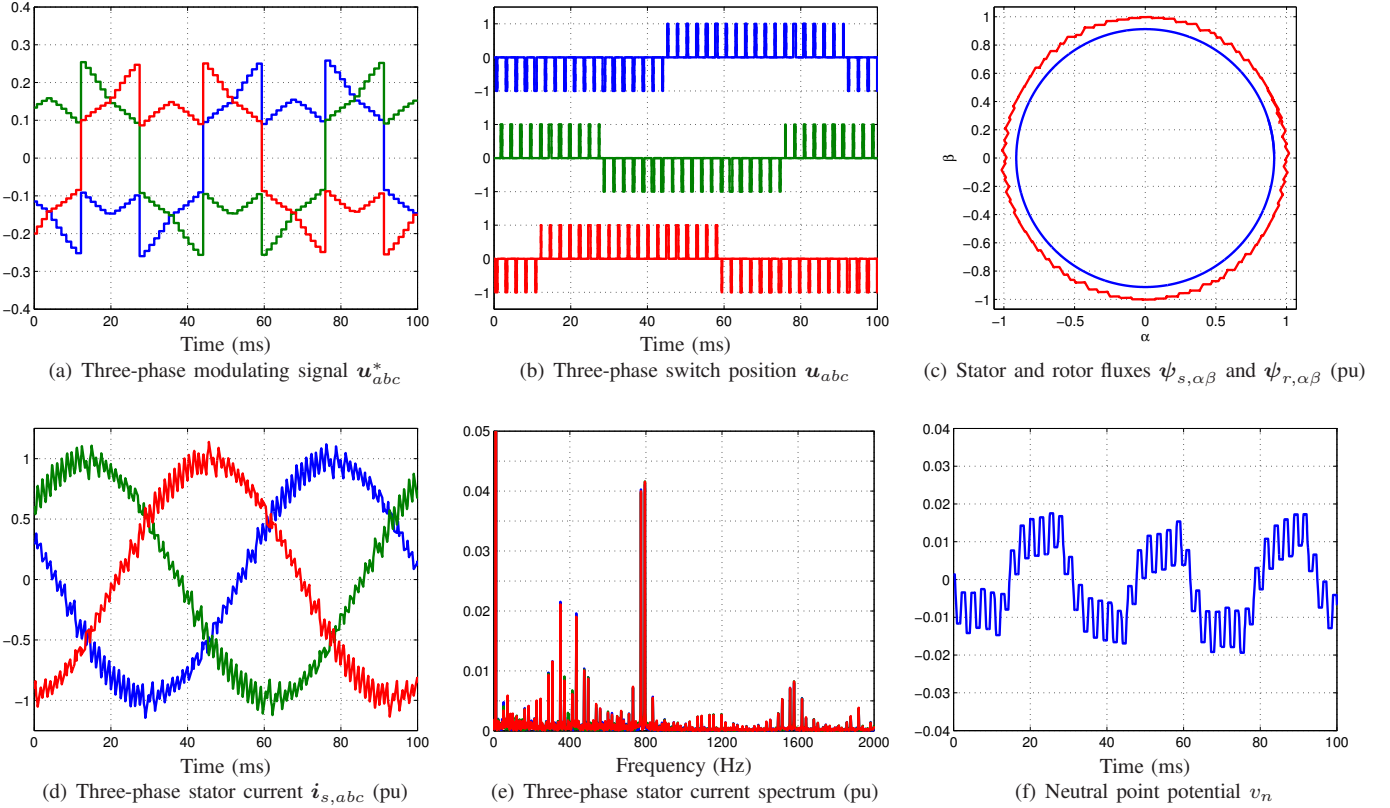 0.4
0.3
0.2
0.1
0
−0.1
−0.2
−0.3
−0.4
0 20 40 60 80 100
Time (ms)
(a) Three-phase modulating signal u*abc
1
0
−1
1
0
−1
1
0
−1
0 20 40 60 80 100
Time (ms)
(b) Three-phase switch position uabc
1
0.8
0.6
0.4
0.2
0
−0.2
−0.4
−0.6
−0.8
−1
β
−1 −0.5 0 0.5 1
α
(c) Stator and rotor fluxes ψs,αβ and ψr,αβ (pu)
1
0.5
0
−0.5
−1
0 20 40 60 80 100
Time (ms)
(d) Three-phase stator current is,abc (pu)
0.05
0.04
0.03
0.02
0.01
0
0 400 800 1200 1600 2000
Frequency (Hz)
(e) Three-phase stator current spectrum (pu)
0.04
0.03
0.02
0.01
0
−0.01
−0.02
−0.03
−0.04
0 20 40 60 80 100
Time (ms)
(f) Neutral point potential vn